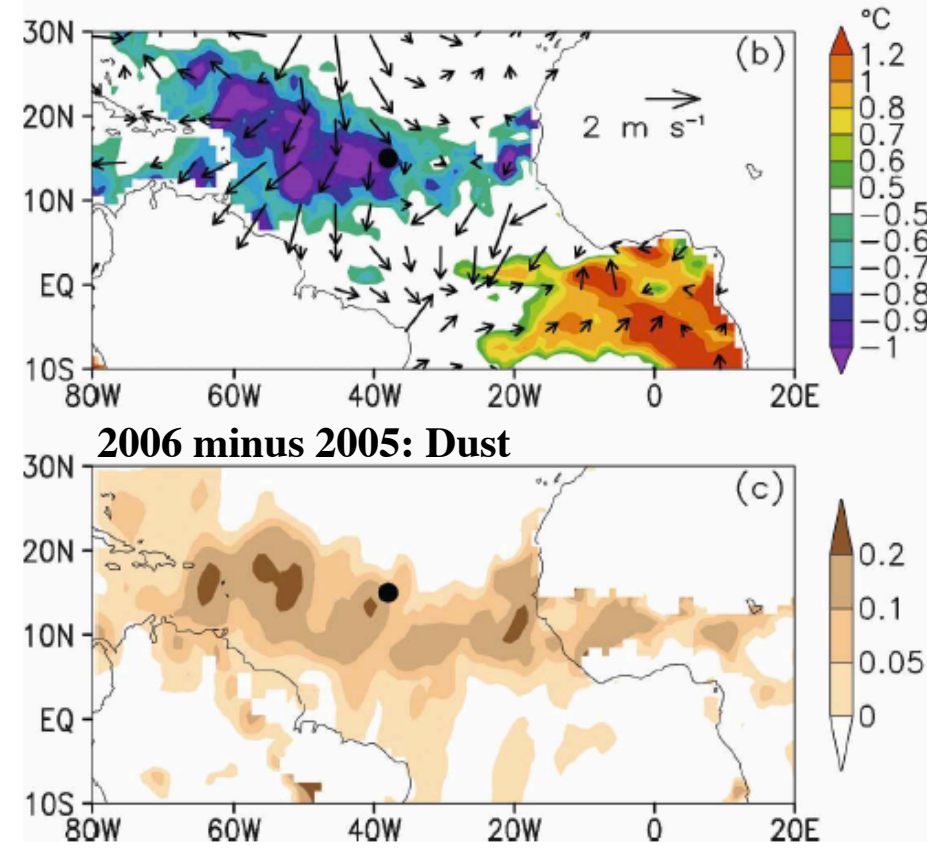 °C
30N
(b)
1.2
1
0.8
20N
2 m s⁻¹
0.7
0.6
0.5
10N
−0.5
−0.6
EQ
−0.7
−0.8
−0.9
−1
10S
80W 60W 40W 20W 0 20E
2006 minus 2005: Dust
30N
(c)
20N
0.2
0.1
10N
0.05
EQ
0
10S
80W 60W 40W 20W 0 20E